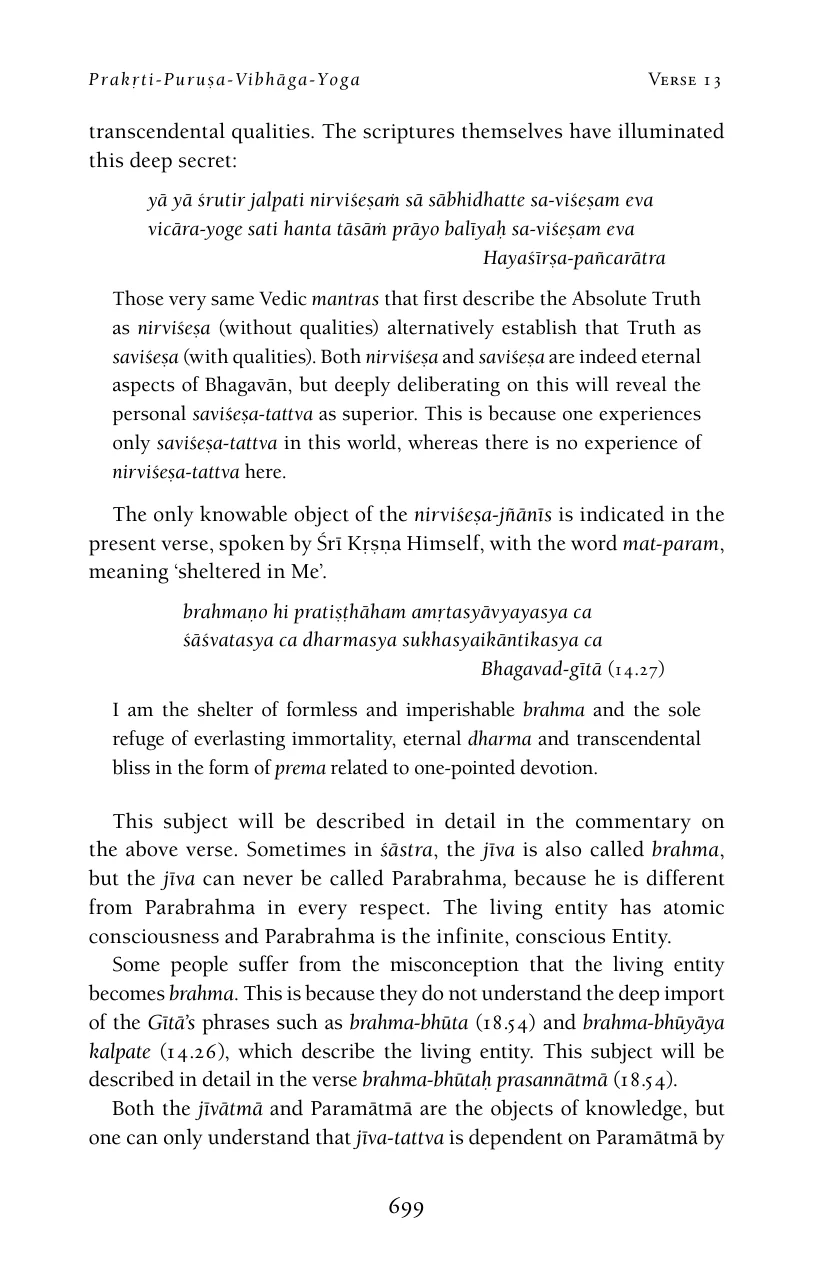 Prakṛti-Puruṣa-Vibhāga-Yoga Verse 13
transcendental qualities. The scriptures themselves have illuminated
this deep secret:
yā yā śrutir jalpati nirviśeṣaṁ sā sābhidhatte sa-viśeṣam eva
vicāra-yoge sati hanta tāsāṁ prāyo balīyaḥ sa-viśeṣam eva
Hayaśīrṣa-pañcarātra
Those very same Vedic mantras that first describe the Absolute Truth
as nirviśeṣa (without qualities) alternatively establish that Truth as
saviśeṣa (with qualities). Both nirviśeṣa and saviśeṣa are indeed eternal
aspects of Bhagavān, but deeply deliberating on this will reveal the
personal saviśeṣa-tattva as superior. This is because one experiences
only saviśeṣa-tattva in this world, whereas there is no experience of
nirviśeṣa-tattva here.
The only knowable object of the nirviśeṣa-jñānīs is indicated in the
present verse, spoken by Śrī Kṛṣṇa Himself, with the word mat-param,
meaning ‘sheltered in Me’.
brahmaṇo hi pratiṣṭhāham amṛtasyāvyayasya ca
śāśvatasya ca dharmasya sukhasyaikāntikasya ca
Bhagavad-gītā (14.27)
I am the shelter of formless and imperishable brahma and the sole
refuge of everlasting immortality, eternal dharma and transcendental
bliss in the form of prema related to one-pointed devotion.
This subject will be described in detail in the commentary on
the above verse. Sometimes in śāstra, the jīva is also called brahma,
but the jīva can never be called Parabrahma, because he is different
from Parabrahma in every respect. The living entity has atomic
consciousness and Parabrahma is the infinite, conscious Entity.
Some people suffer from the misconception that the living entity
becomes brahma. This is because they do not understand the deep import
of the Gītā’s phrases such as brahma-bhūta (18.54) and brahma-bhūyāya
kalpate (14.26), which describe the living entity. This subject will be
described in detail in the verse brahma-bhūtaḥ prasannātmā (18.54).
Both the jīvātmā and Paramātmā are the objects of knowledge, but
one can only understand that jīva-tattva is dependent on Paramātmā by
699